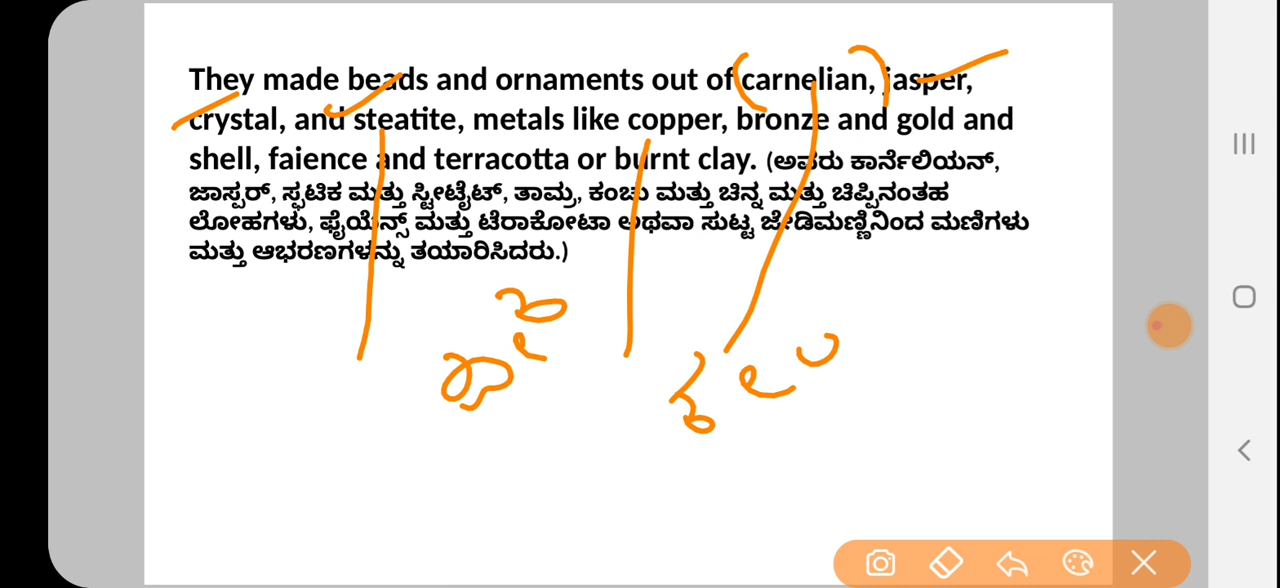 They made beads and ornaments out of carnelian, jasper,
crystal, and steatite, metals like copper, bronze and gold and
shell, faience and terracotta or burnt clay. (ಅವರು ಕಾರ್ನೆಲಿಯನ್,
ಜಾಸ್ಪರ್, ಸ್ಫಟಿಕ ಮತ್ತು ಸ್ಟೀಟೈಟ್, ತಾಮ್ರ, ಕಂಚು ಮತ್ತು ಚಿನ್ನ ಮತ್ತು ಚಿಪ್ಪಿನಂತಹ
ಲೋಹಗಳು, ಫೈಯೆನ್ಸ್ ಮತ್ತು ಟೆರಾಕೋಟಾ ಅಥವಾ ಸುಟ್ಟ ಜೇಡಿಮಣ್ಣಿನಿಂದ ಮಣಿಗಳು
ಮತ್ತು ಆಭರಣಗಳನ್ನು ತಯಾರಿಸಿದರು.)